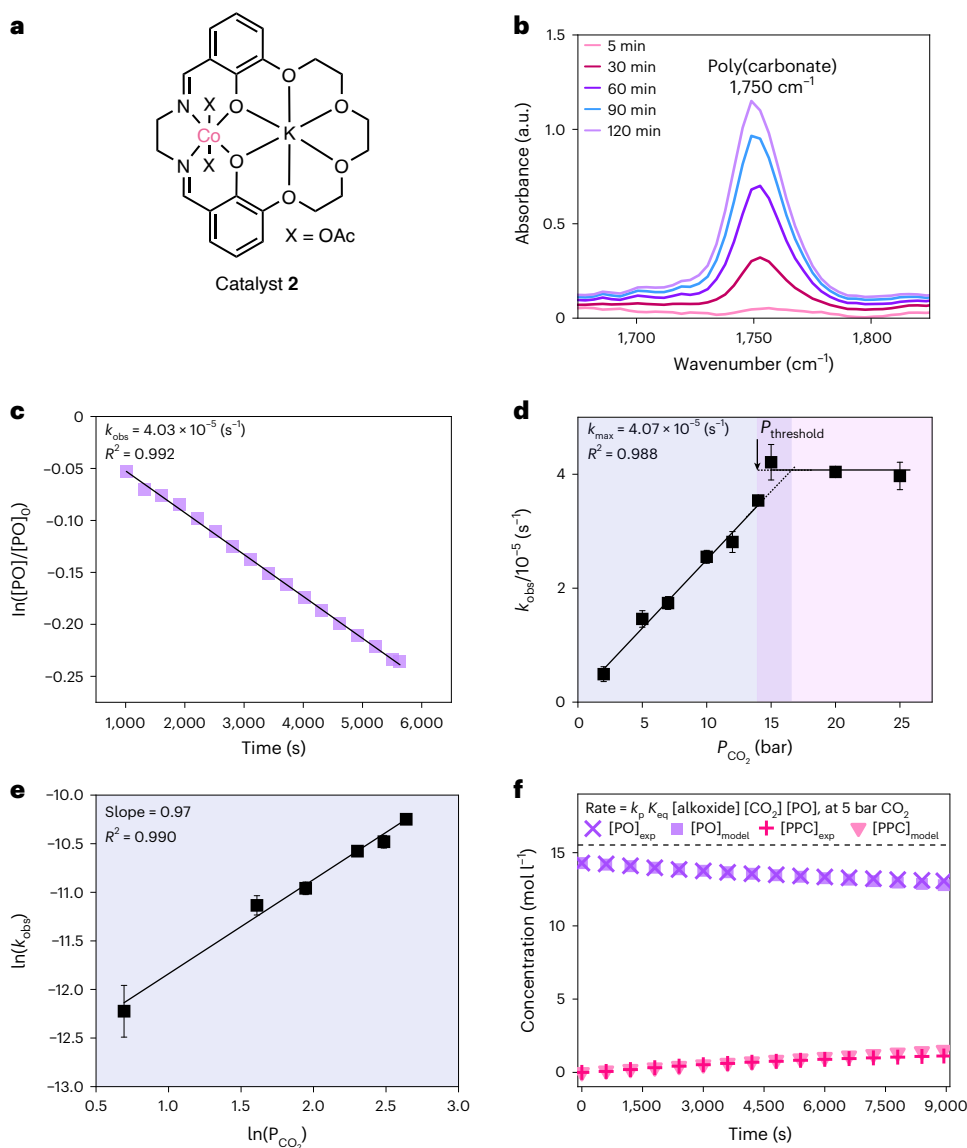 a
N
N
X
Co
X
O
O
K
O
O
O
O
X = OAc
Catalyst 2
b
5 min
30 min
60 min
90 min
120 min
Poly(carbonate)
1,750 cm⁻¹
Absorbance (a.u.)
1.5
1.0
0.5
0
1,700
1,750
1,800
Wavenumber (cm⁻¹)
c
k_obs = 4.03 × 10⁻⁵ (s⁻¹)
R² = 0.992
ln([PO]/[PO]₀)
0
−0.05
−0.10
−0.15
−0.20
−0.25
1,000
2,000
3,000
4,000
5,000
6,000
Time (s)
d
k_max = 4.07 × 10⁻⁵ (s⁻¹)
R² = 0.988
P_threshold
k_obs/10⁻⁵ (s⁻¹)
4
2
0
5
10
15
20
25
P_CO₂ (bar)
e
Slope = 0.97
R² = 0.990
ln(k_obs)
−10.0
−10.5
−11.0
−11.5
−12.0
−12.5
−13.0
0.5
1.0
1.5
2.0
2.5
3.0
ln(P_CO₂)
f
Rate = k_p K_eq [alkoxide] [CO₂] [PO], at 5 bar CO₂
[PO]_exp [PO]_model [PPC]_exp [PPC]_model
Concentration (mol l⁻¹)
15
10
5
0
0
1,500
3,000
4,500
6,000
7,500
9,000
Time (s)